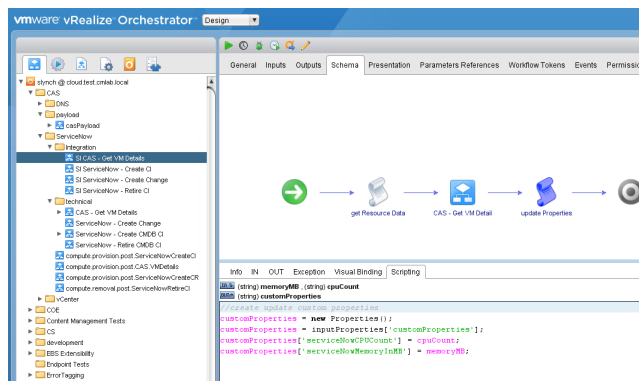 vmware vRealize Orchestrator Design
slynch @ cloud.test.cmlab.local
CAS
DNS
payload
casPayload
ServiceNow
Integration
SI CAS - Get VM Details
SI ServiceNow - Create CI
SI ServiceNow - Create Change
SI ServiceNow - Retire CI
technical
CAS - Get VM Details
ServiceNow - Create Change
ServiceNow - Create CMDB CI
ServiceNow - Retire CMDB CI
compute.provision.post.ServiceNowCreateCI
compute.provision.post.CAS.VMDetails
compute.provision.post.ServiceNowCreateCR
compute.removal.post.ServiceNowRetireCI
vCenter
COE
Content Management Tests
CS
development
EBS Extensibility
Endpoint Tests
ErrorTagging
General Inputs Outputs Schema Presentation Parameters References Workflow Tokens Events Permissio
get Resource Data CAS - Get VM Detail update Properties
Info IN OUT Exception Visual Binding Scripting
(string) memoryMB , (string) cpuCount
(string) customProperties
//create update custom properties
customProperties = new Properties();
customProperties = inputProperties['customProperties'];
customProperties['serviceNowCPUCount'] = cpuCount;
customProperties['serviceNowMemoryInMB'] = memoryMB;